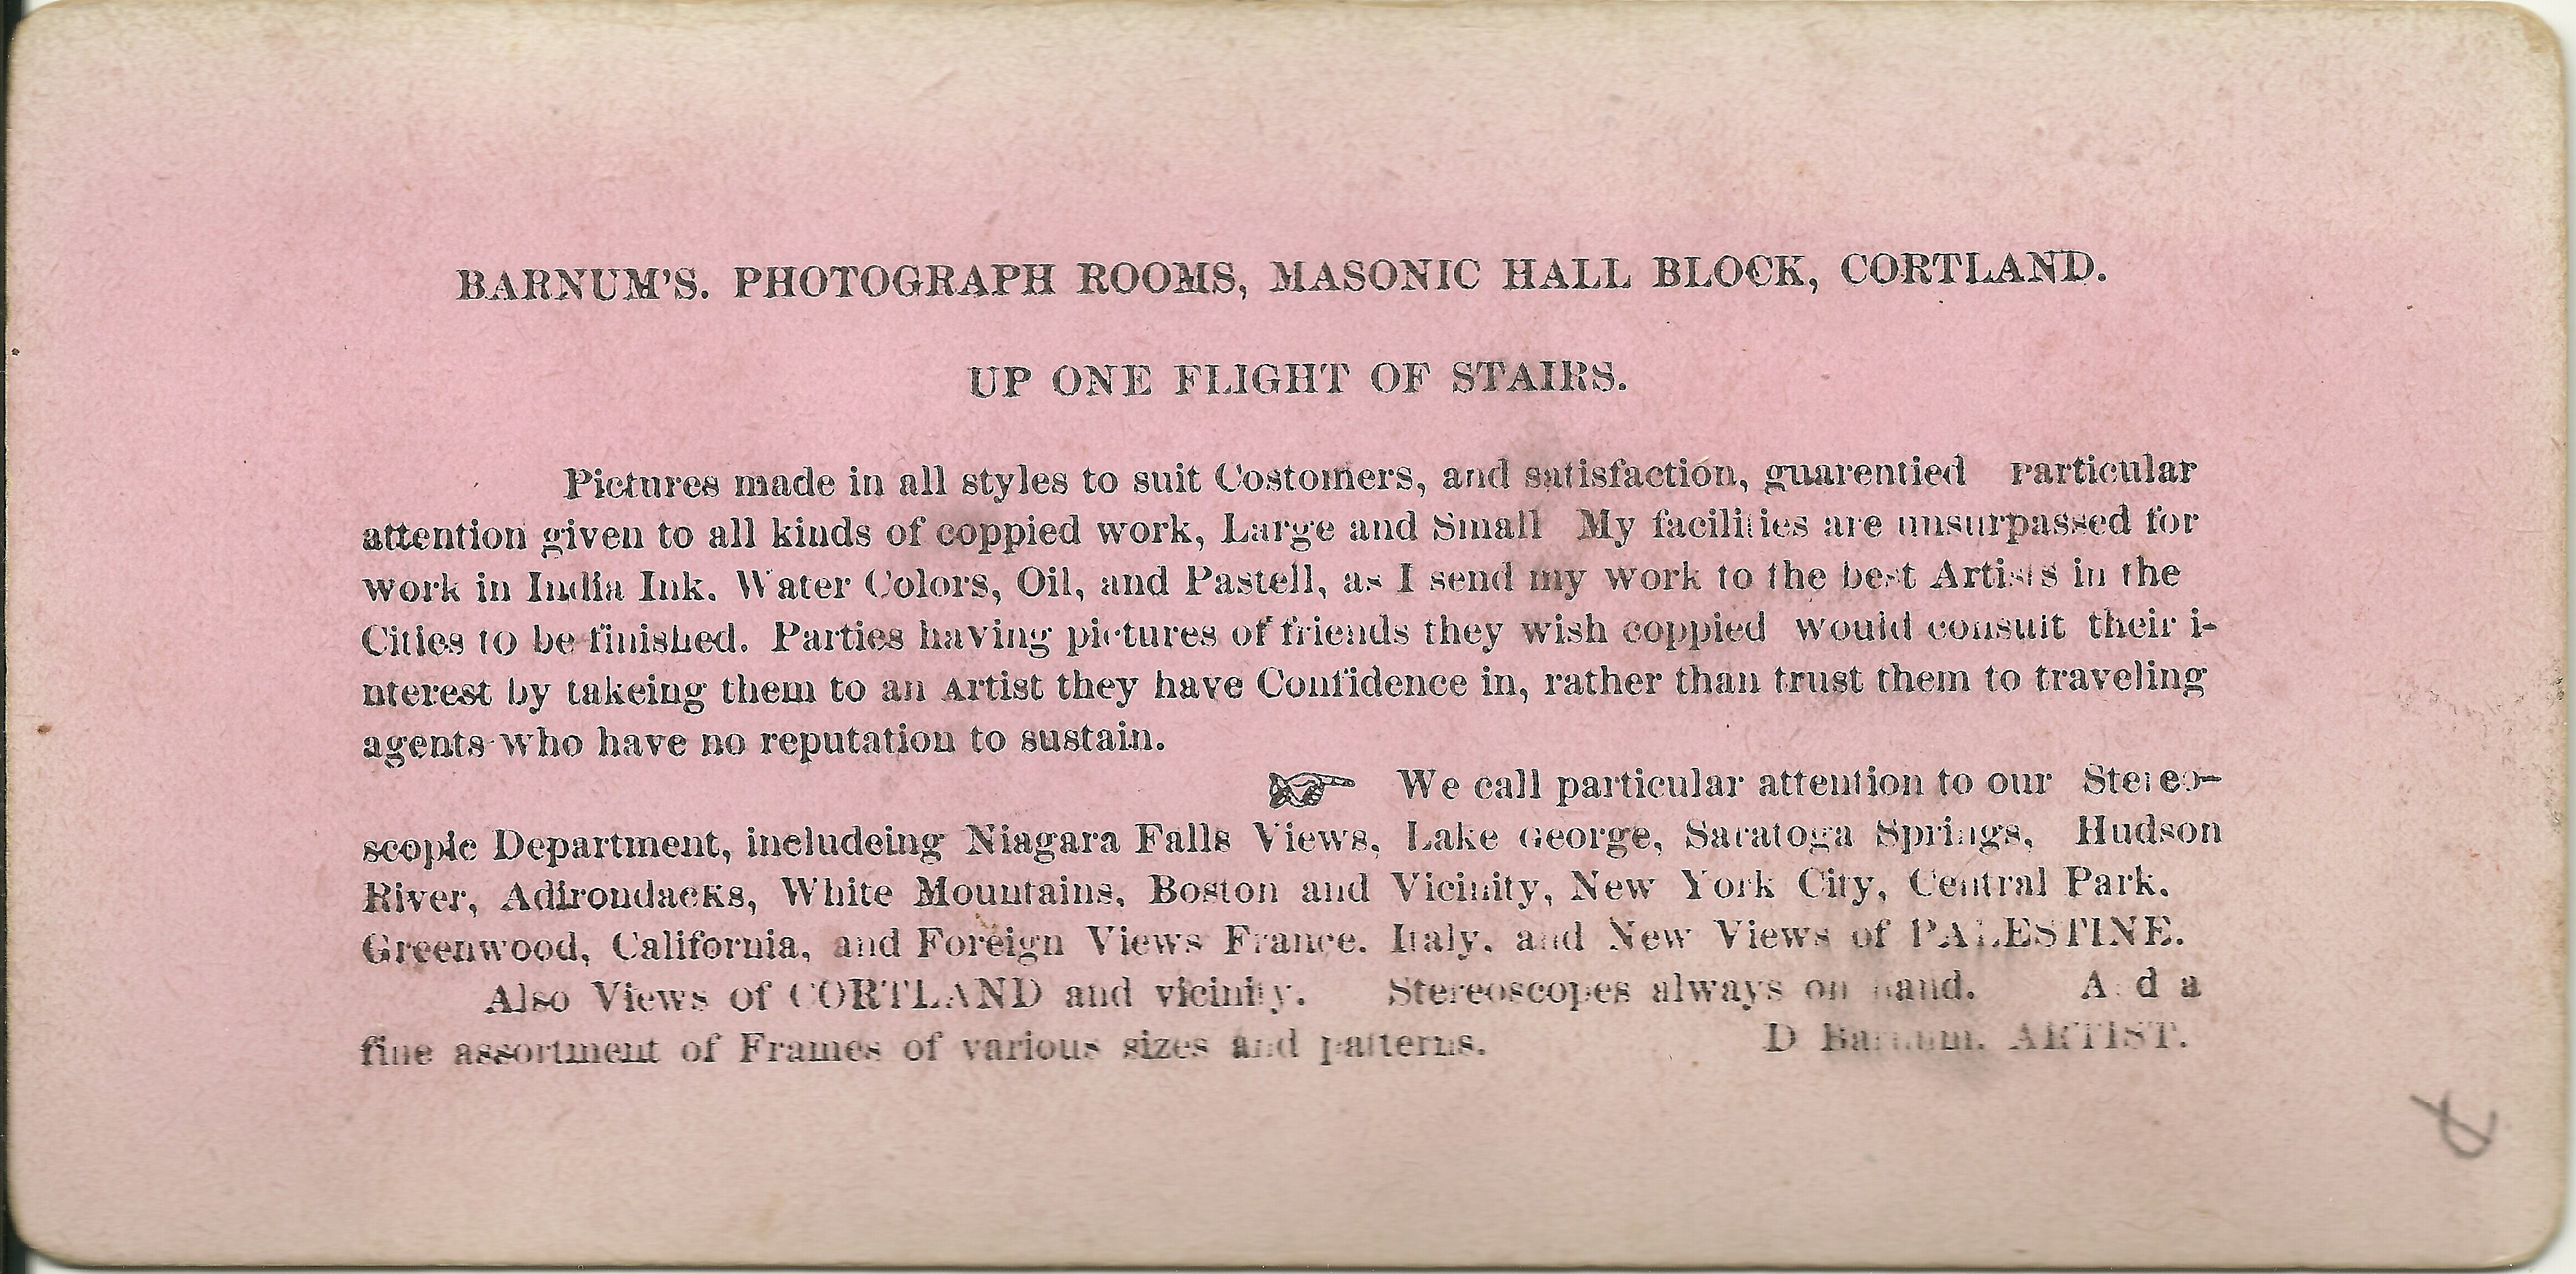 BARNUM'S. PHOTOGRAPH ROOMS, MASONIC HALL BLOCK, CORTLAND.
UP ONE FLIGHT OF STAIRS.
Pictures made in all styles to suit Costomers, and satisfaction, guarentied Particular
attention given to all kinds of coppied work, Large and Small My facilities are unsurpassed for
work in India Ink. Water Colors, Oil, and Pastell, as I send my work to the best Artists in the
Cities to be finished. Parties having pictures of friends they wish coppied would consult their i-
nterest by takeing them to an Artist they have Confidence in, rather than trust them to traveling
agents who have no reputation to sustain.
☞ We call particular attention to our Stereo-
scopic Department, includeing Niagara Falls Views, Lake George, Saratoga Springs, Hudson
River, Adirondacks, White Mountains, Boston and Vicinity, New York City, Central Park.
Greenwood, California, and Foreign Views France. Italy. and New Views of PALESTINE.
Also Views of CORTLAND and vicinity. Stereoscopes always on hand. And a
fine assortment of Frames of various sizes and patterns. D Barnum. ARTIST.